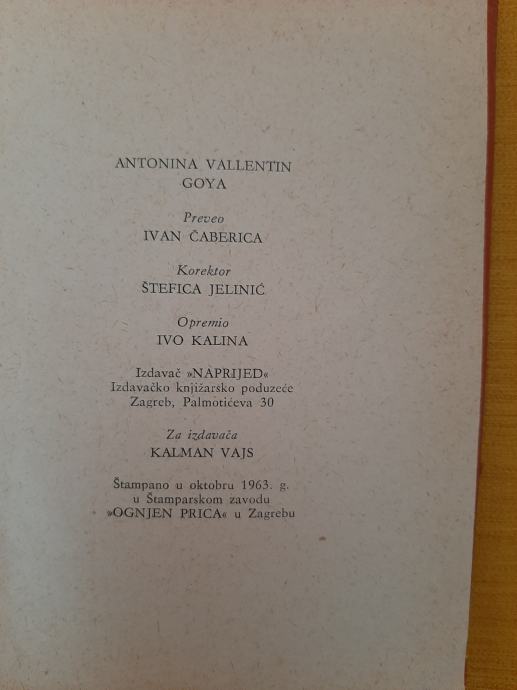 ANTONINA VALLENTIN
GOYA
Preveo
IVAN ČABERICA
Korektor
ŠTEFICA JELINIĆ
Opremio
IVO KALINA
Izdavač »NAPRIJED«
Izdavačko knjižarsko poduzeće
Zagreb, Palmotićeva 30
Za izdavača
KALMAN VAJS
Štampano u oktobru 1963. g.
u Štamparskom zavodu
»OGNJEN PRICA« u Zagrebu